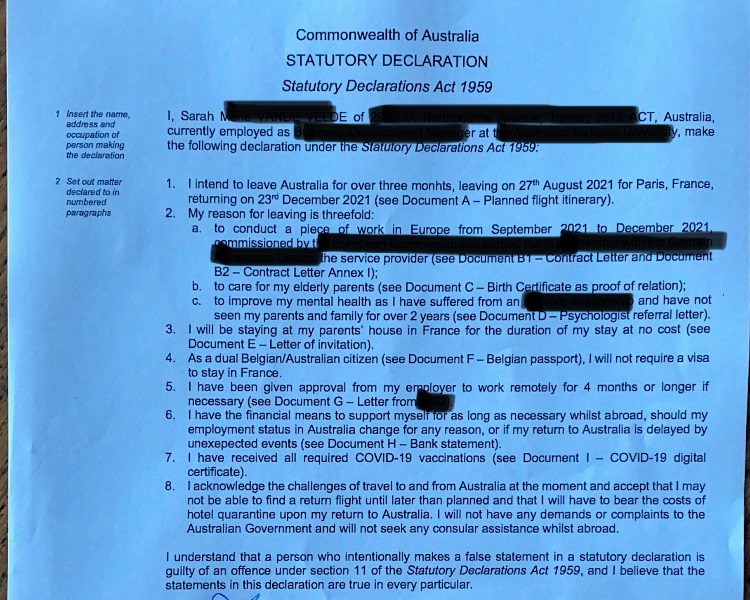 Commonwealth of Australia
STATUTORY DECLARATION
Statutory Declarations Act 1959
1 Insert the name,
address and
occupation of
person making
the declaration
I, Sarah of ACT, Australia,
currently employed as at the , make
the following declaration under the Statutory Declarations Act 1959:
2 Set out matter
declared to in
numbered
paragraphs
1. I intend to leave Australia for over three monhts, leaving on 27th August 2021 for Paris, France,
returning on 23rd December 2021 (see Document A – Planned flight itinerary).
2. My reason for leaving is threefold:
a. to conduct a piece of work in Europe from September 2021 to December 2021,
commissioned by
the service provider (see Document B1 – Contract Letter and Document
B2 – Contract Letter Annex I);
b. to care for my elderly parents (see Document C – Birth Certificate as proof of relation);
c. to improve my mental health as I have suffered from an and have not
seen my parents and family for over 2 years (see Document D – Psychologist referral letter).
3. I will be staying at my parents' house in France for the duration of my stay at no cost (see
Document E – Letter of invitation).
4. As a dual Belgian/Australian citizen (see Document F – Belgian passport), I will not require a visa
to stay in France.
5. I have been given approval from my employer to work remotely for 4 months or longer if
necessary (see Document G – Letter from
6. I have the financial means to support myself for as long as necessary whilst abroad, should my
employment status in Australia change for any reason, or if my return to Australia is delayed by
unexepected events (see Document H – Bank statement).
7. I have received all required COVID-19 vaccinations (see Document I – COVID-19 digital
certificate).
8. I acknowledge the challenges of travel to and from Australia at the moment and accept that I may
not be able to find a return flight until later than planned and that I will have to bear the costs of
hotel quarantine upon my return to Australia. I will not have any demands or complaints to the
Australian Government and will not seek any consular assistance whilst abroad.
I understand that a person who intentionally makes a false statement in a statutory declaration is
guilty of an offence under section 11 of the Statutory Declarations Act 1959, and I believe that the
statements in this declaration are true in every particular.